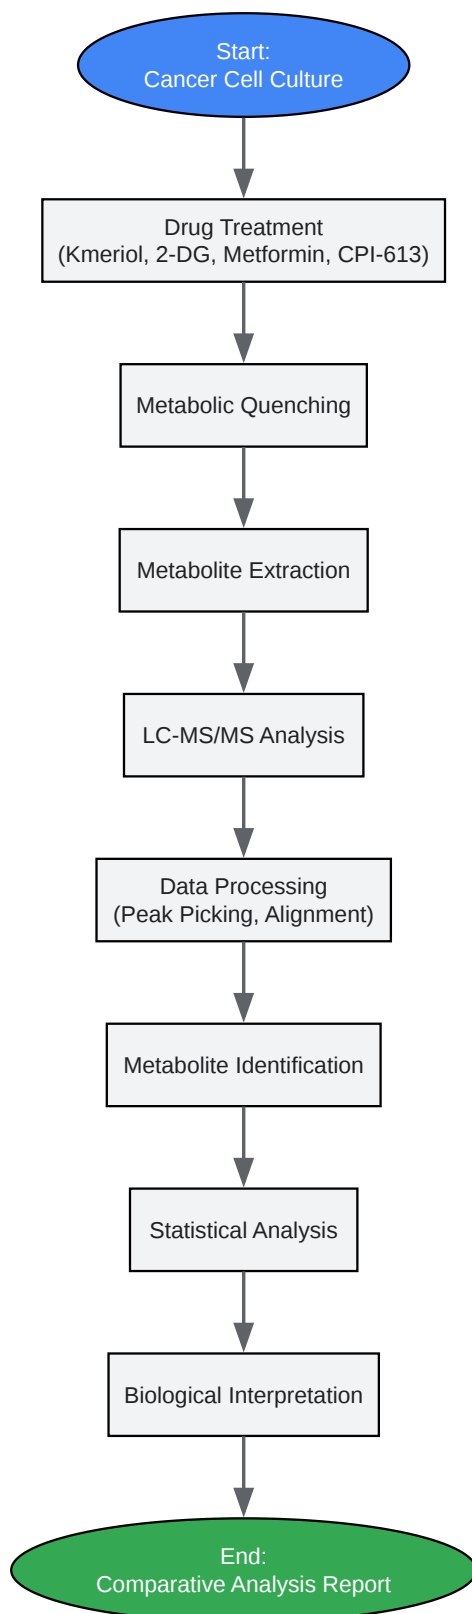 Start:
Cancer Cell Culture
Drug Treatment
(Kmeriol, 2-DG, Metformin, CPI-613)
Metabolic Quenching
Metabolite Extraction
LC-MS/MS Analysis
Data Processing
(Peak Picking, Alignment)
Metabolite Identification
Statistical Analysis
Biological Interpretation
End:
Comparative Analysis Report